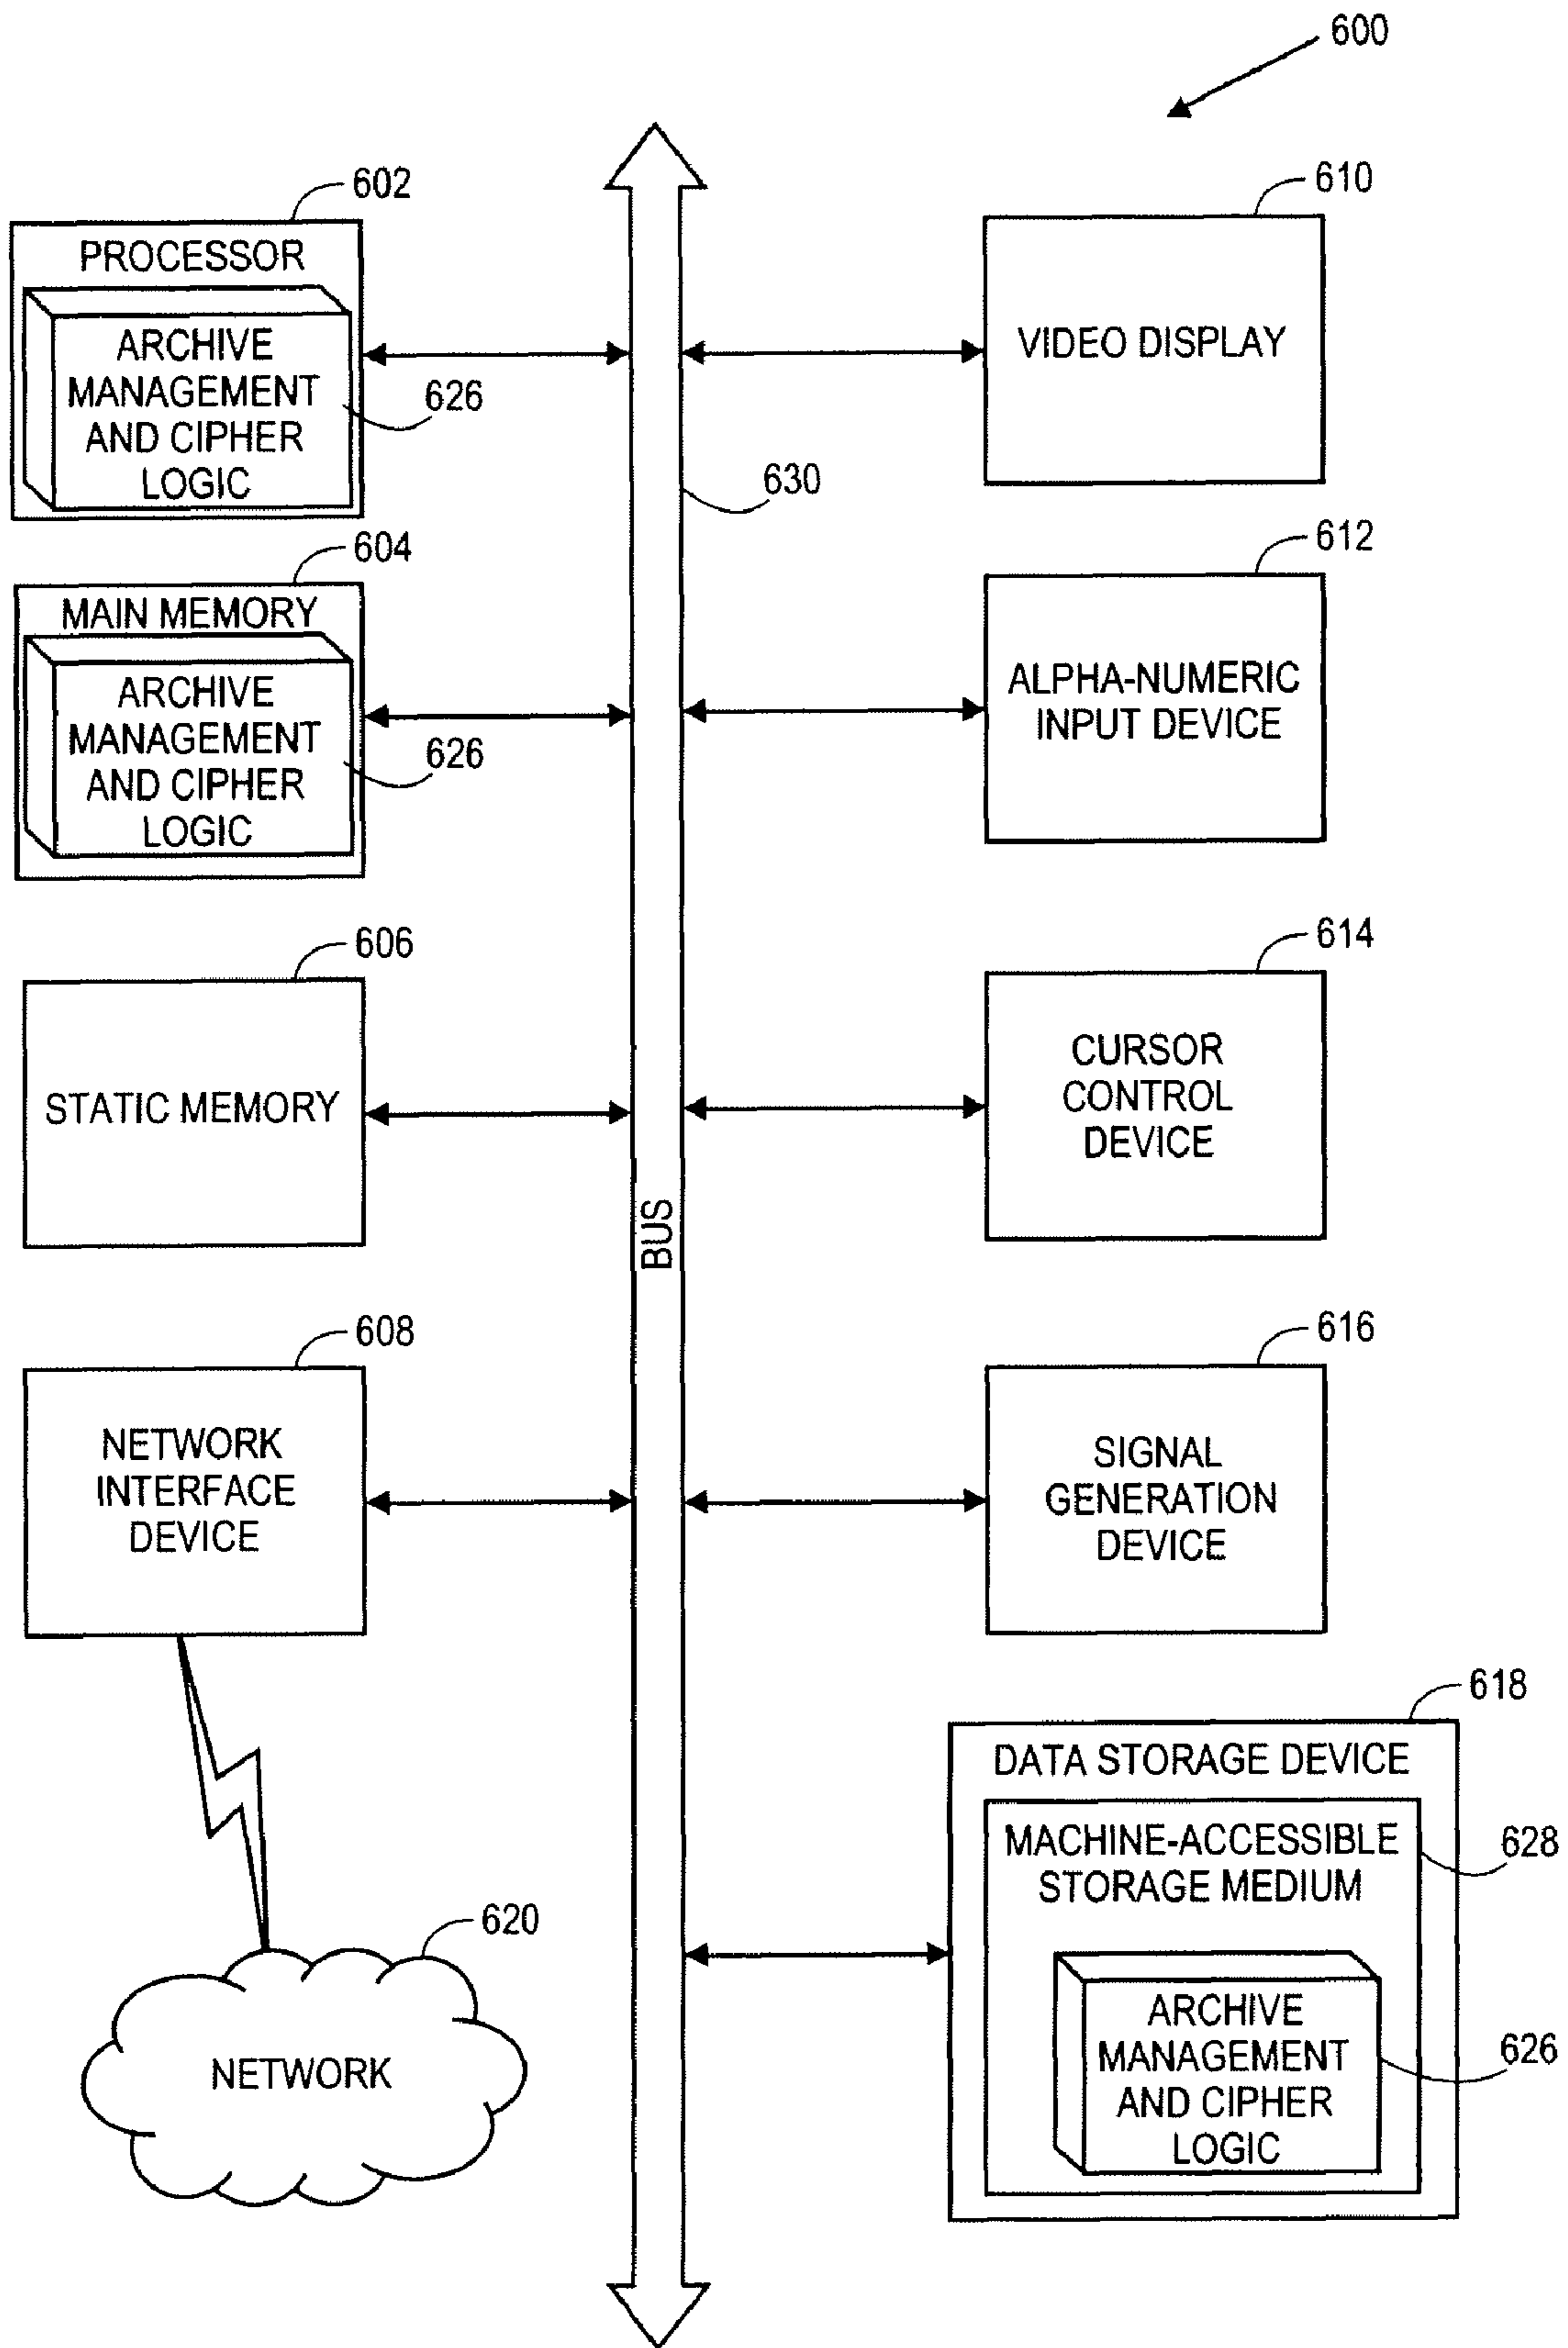 600
602
PROCESSOR
ARCHIVE
MANAGEMENT
AND CIPHER
LOGIC
626
604
MAIN MEMORY
ARCHIVE
MANAGEMENT
AND CIPHER
LOGIC
626
606
STATIC MEMORY
608
NETWORK
INTERFACE
DEVICE
620
NETWORK
630
BUS
610
VIDEO DISPLAY
612
ALPHA-NUMERIC
INPUT DEVICE
614
CURSOR
CONTROL
DEVICE
616
SIGNAL
GENERATION
DEVICE
618
DATA STORAGE DEVICE
MACHINE-ACCESSIBLE
STORAGE MEDIUM
628
ARCHIVE
MANAGEMENT
AND CIPHER
LOGIC
626